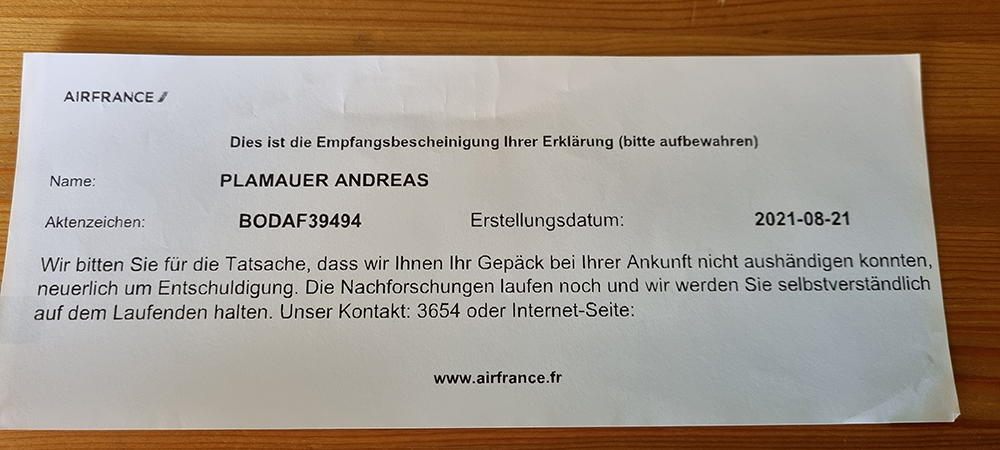 AIRFRANCE
Dies ist die Empfangsbescheinigung Ihrer Erklärung (bitte aufbewahren)
Name: PLAMAUER ANDREAS
Aktenzeichen: BODAF39494 Erstellungsdatum: 2021-08-21
Wir bitten Sie für die Tatsache, dass wir Ihnen Ihr Gepäck bei Ihrer Ankunft nicht aushändigen konnten,
neuerlich um Entschuldigung. Die Nachforschungen laufen noch und wir werden Sie selbstverständlich
auf dem Laufenden halten. Unser Kontakt: 3654 oder Internet-Seite:
www.airfrance.fr